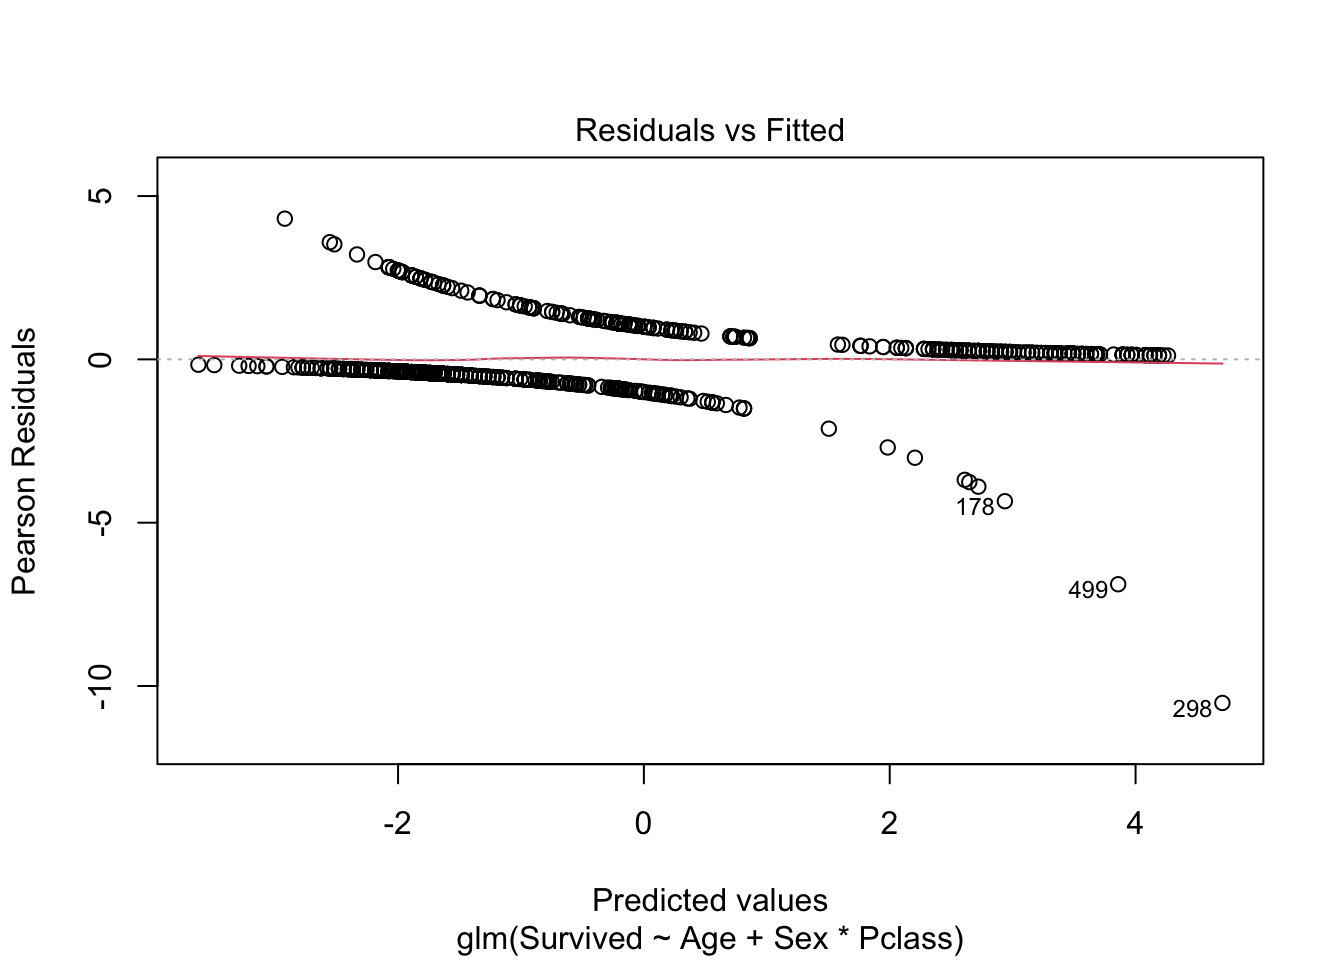 Residuals vs Fitted
5
0
-5
-10
Pearson Residuals
178
499
298
-2 0 2 4
Predicted values
glm(Survived ~ Age + Sex * Pclass)